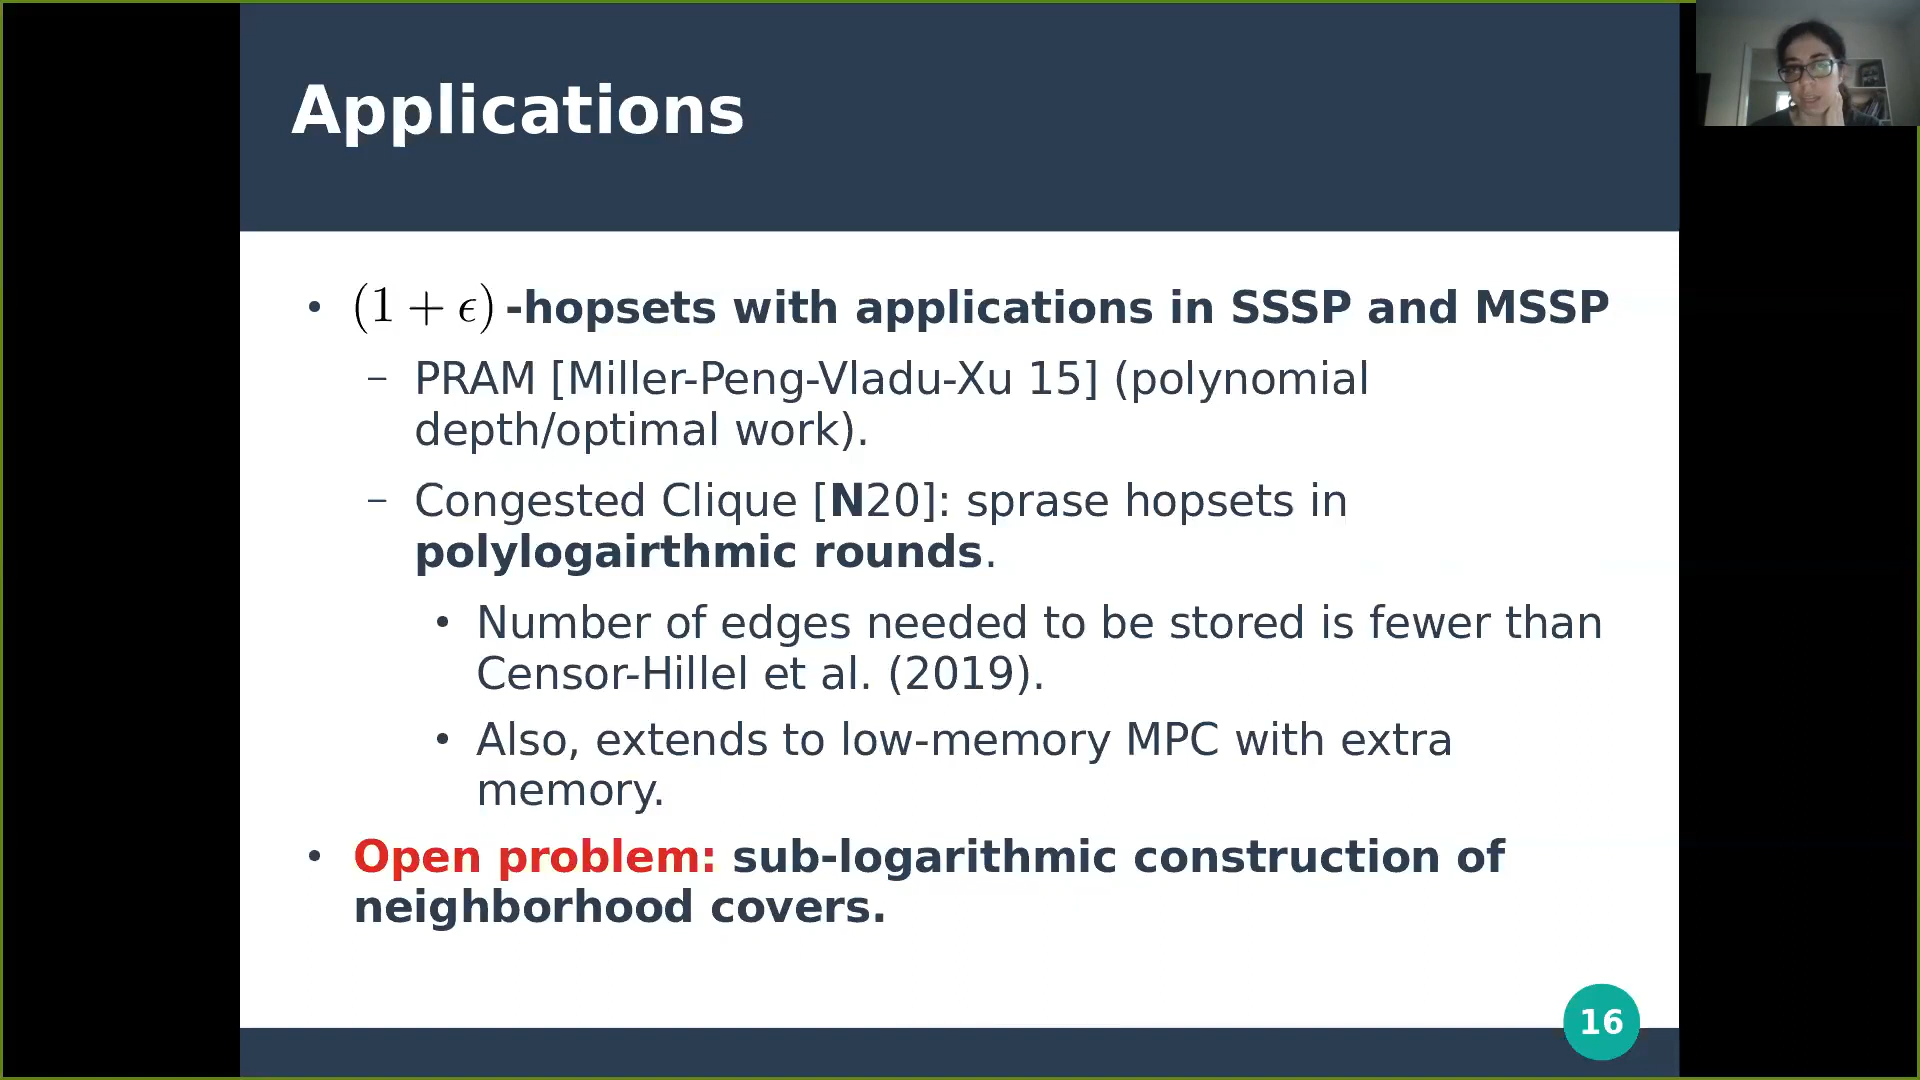 Applications
• (1 + ϵ) -hopsets with applications in SSSP and MSSP
– PRAM [Miller-Peng-Vladu-Xu 15] (polynomial
depth/optimal work).
– Congested Clique [N20]: sprase hopsets in
polylogairthmic rounds.
• Number of edges needed to be stored is fewer than
Censor-Hillel et al. (2019).
• Also, extends to low-memory MPC with extra
memory.
• Open problem: sub-logarithmic construction of
neighborhood covers.
16